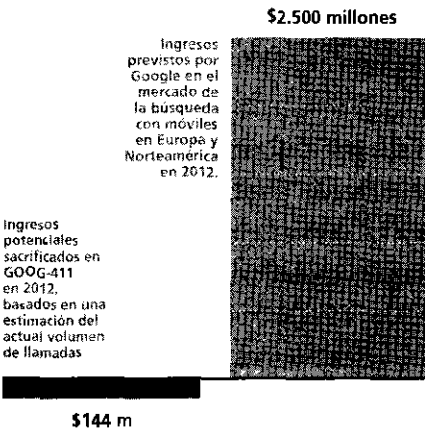 $2.500 millones
Ingresos
previstos por
Google en el
mercado de
la búsqueda
con móviles
en Europa y
Norteamérica
en 2012.
Ingresos
potenciales
sacrificados en
GOOG-411
en 2012,
basados en una
estimación del
actual volumen
de llamadas
$144 m